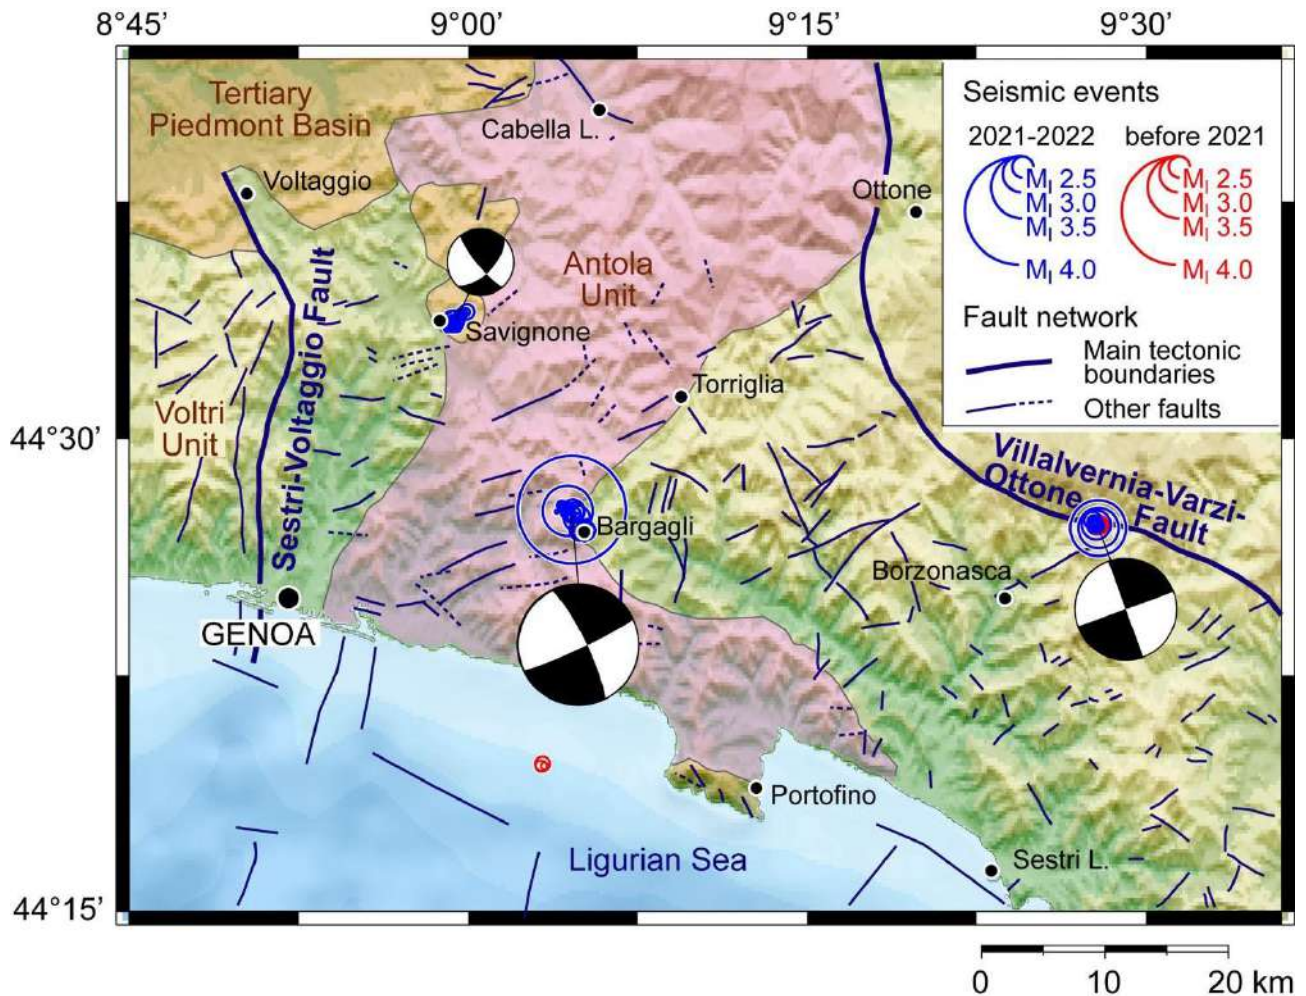 8°45’ 9°00’ 9°15’ 9°30’
Tertiary
Piedmont Basin
Cabella L.
Voltaggio
Ottone
Seismic events
2021-2022 before 2021
Ml 2.5 Ml 2.5
Ml 3.0 Ml 3.0
Ml 3.5 Ml 3.5
Ml 4.0 Ml 4.0
Fault network
Main tectonic
boundaries
Other faults
Antola
Unit
Savignone
Sestri-Voltaggio Fault
Torriglia
Voltri
Unit
44°30’
Villalvernia-Varzi-
Ottone Fault
Bargagli
Borzonasca
GENOA
Portofino
Ligurian Sea
Sestri L.
44°15’
0 10 20 km